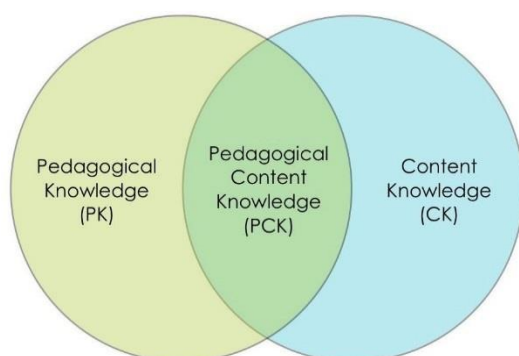 Pedagogical
Knowledge
(PK)
Pedagogical
Content
Knowledge
(PCK)
Content
Knowledge
(CK)